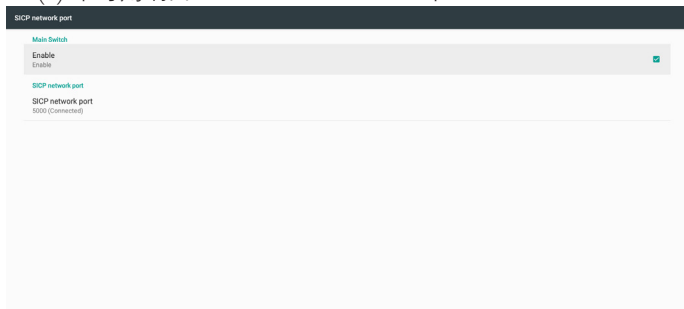 SICP network port
Main Switch
Enable
Enable
SICP network port
SICP network port
5000 (Connected)